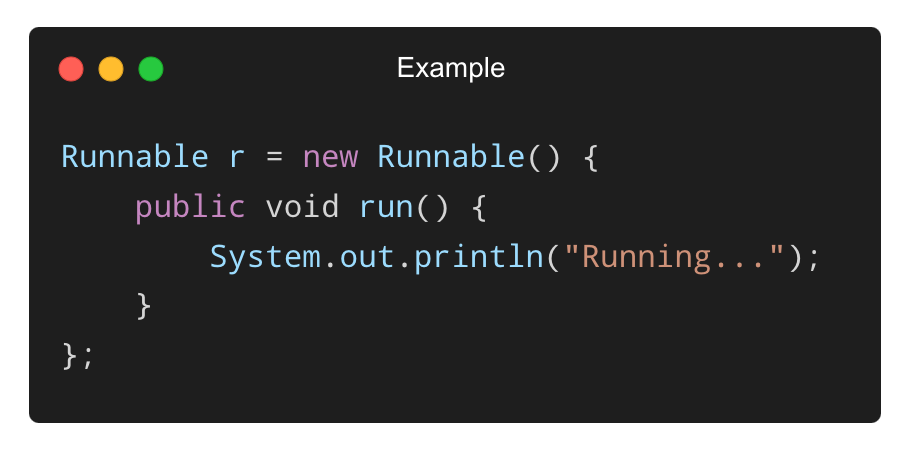 Example
Runnable r = new Runnable() {
    public void run() {
        System.out.println("Running...");
    }
};